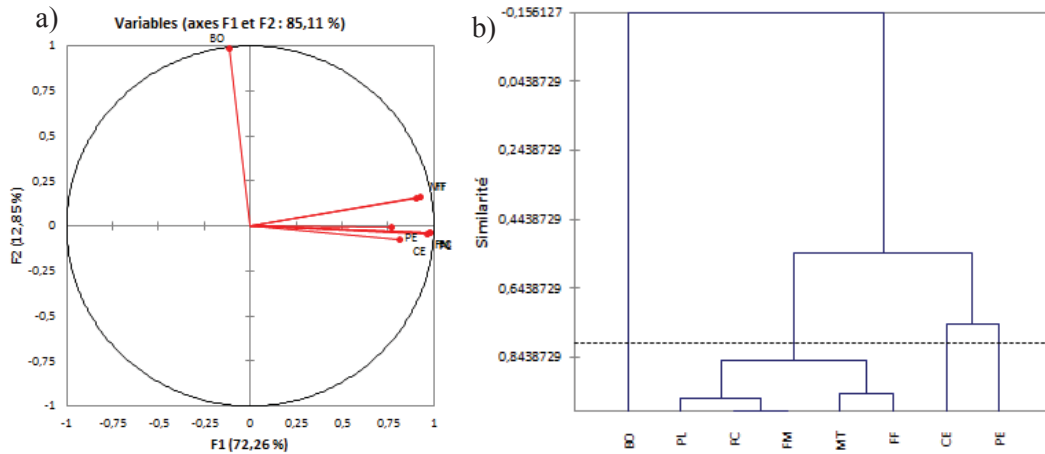 a)
Variables (axes F1 et F2 : 85,11 %)
BO
1
0,75
0,5
0,25
0
-0,25
-0,5
-0,75
-1
F2 (12,85%)
PE
CE
-1
-0,75
-0,5
-0,25
0
0,25
0,5
0,75
1
F1 (72,26 %)
b)
-0,156127
0,0438729
0,2438729
0,4438729
0,6438729
0,8438729
Similarité
BO
PL
FC
FM
MT
FF
CE
PE